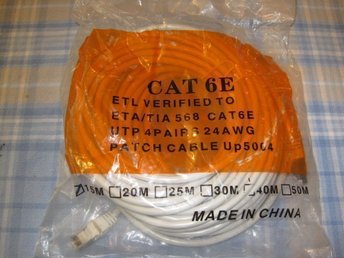 CAT 6E
ETL VERIFIED TO
ETA/TIA 568 CAT6E
UTP 4PAIRS 24AWG
PATCH CABLE Up5004
15M 20M 25M 30M 40M 50M
MADE IN CHINA